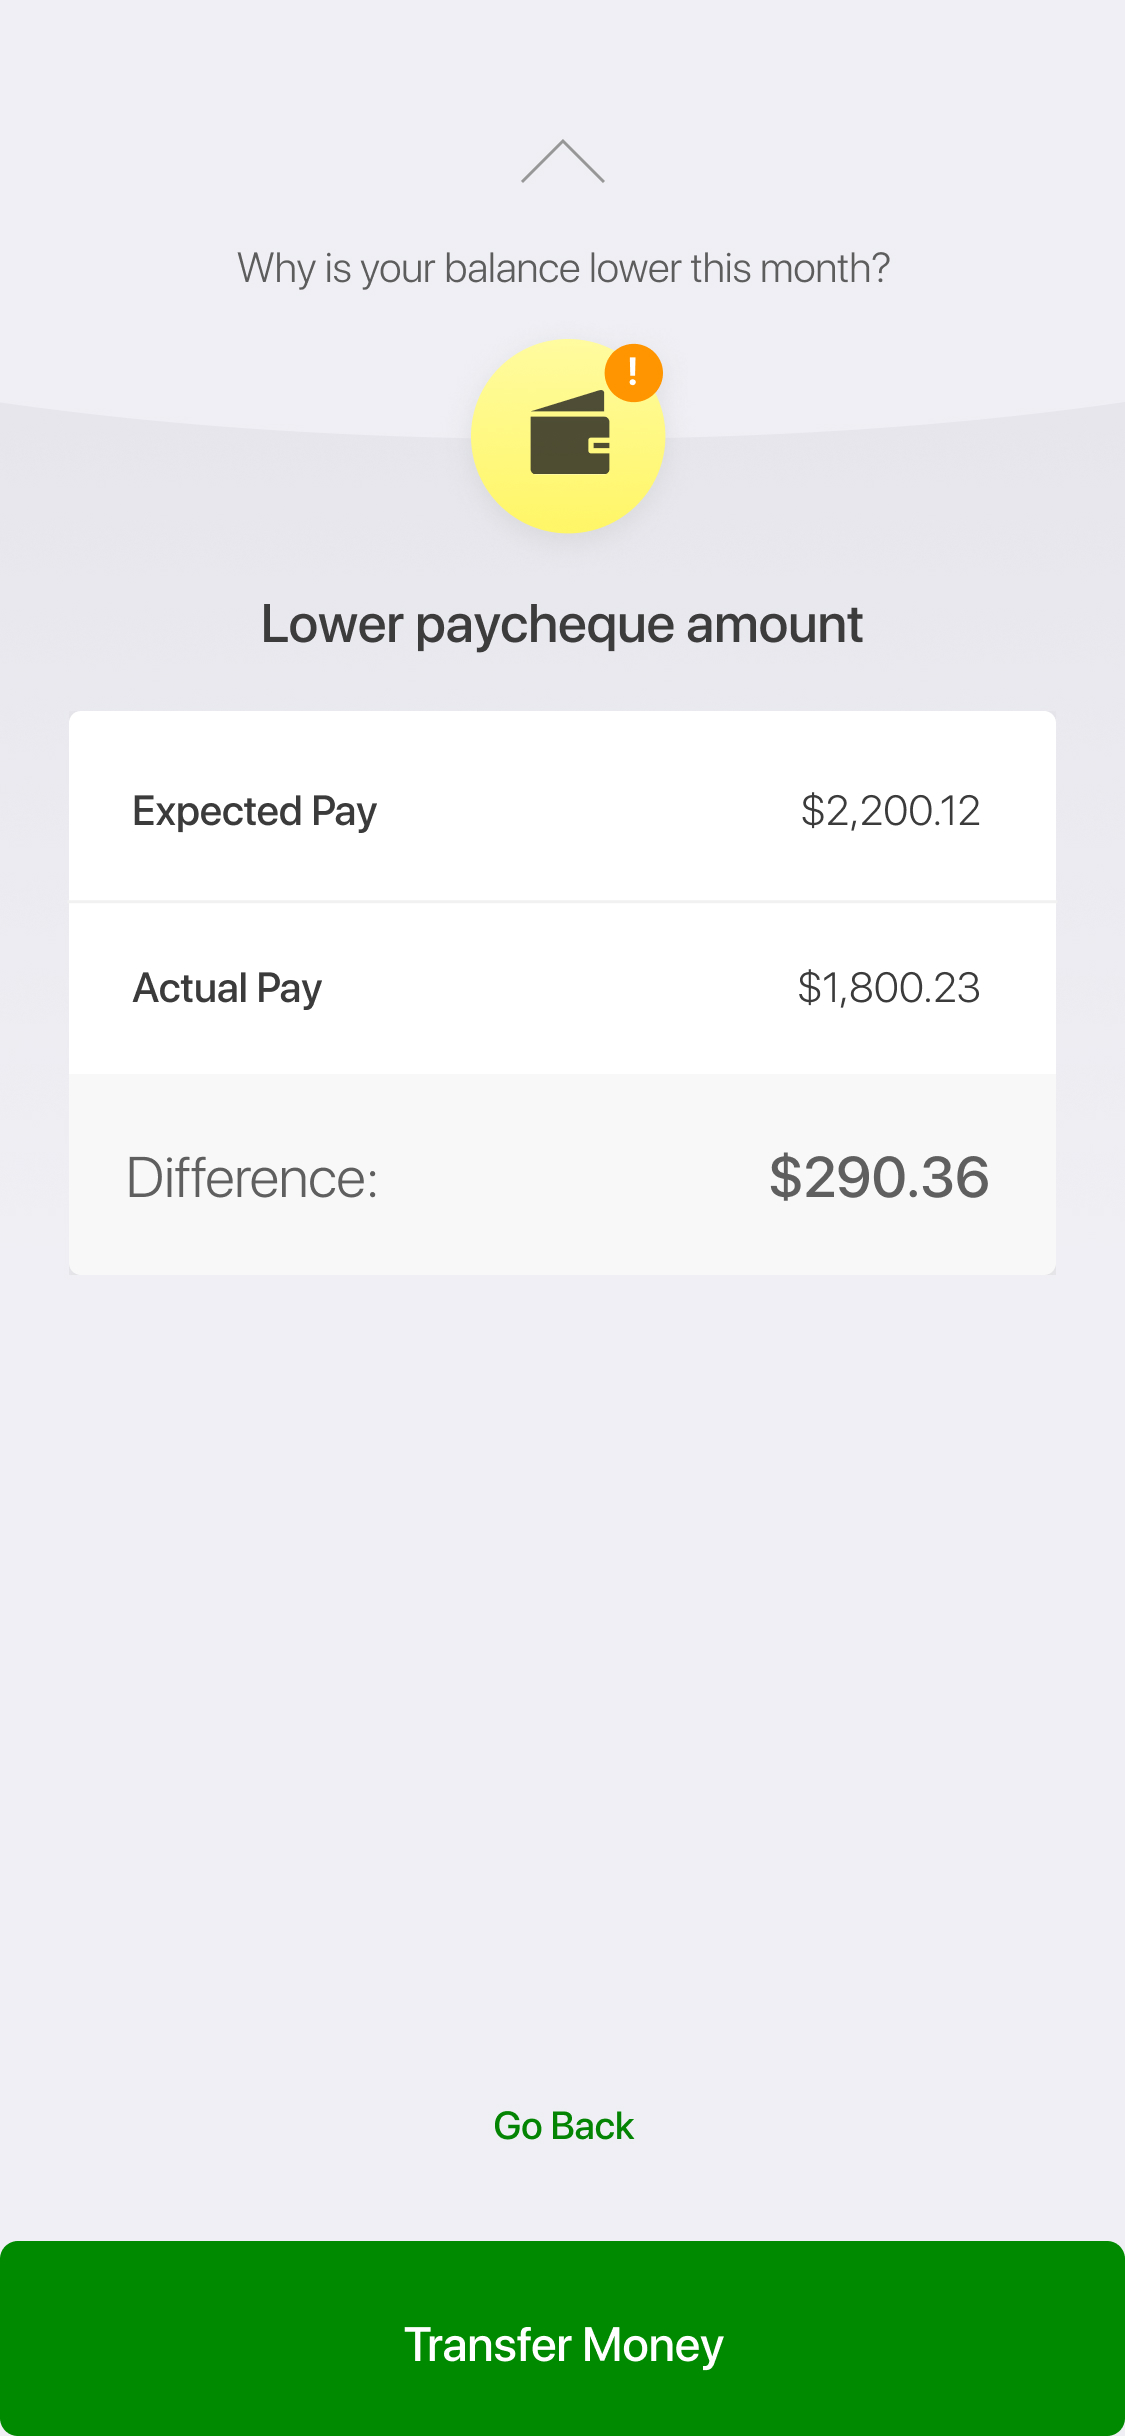 Why is your balance lower this month?
!
Lower paycheque amount
Expected Pay $2,200.12
Actual Pay $1,800.23
Difference: $290.36
Go Back
Transfer Money